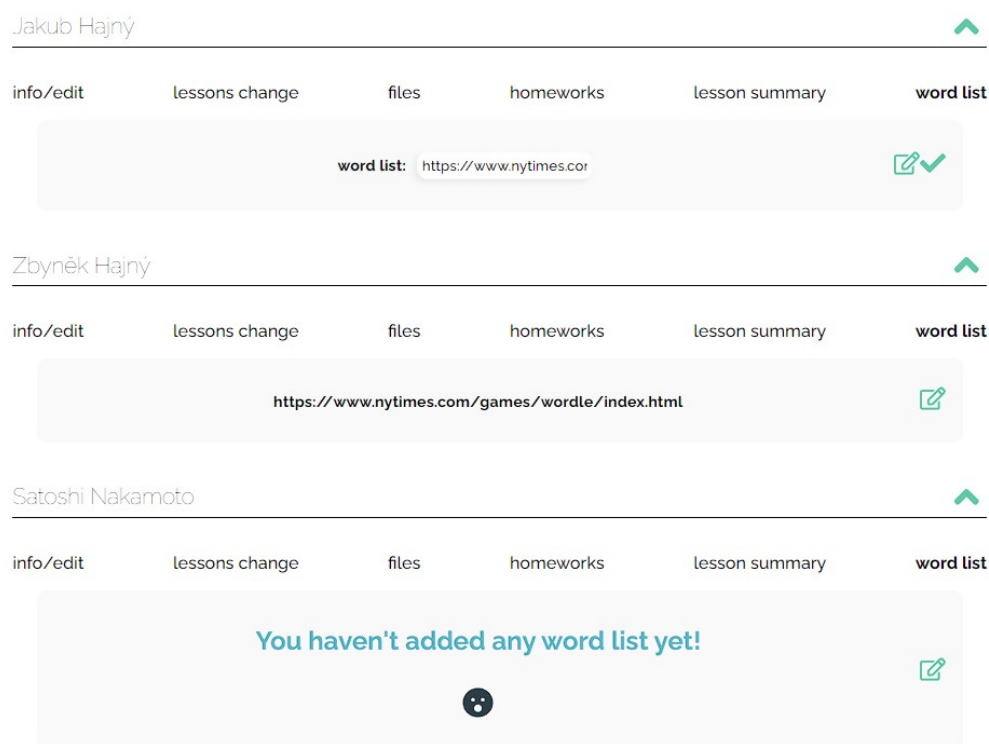 Jakub Hajný
info/edit lessons change files homeworks lesson summary word list
word list: https://www.nytimes.cor
Zbyněk Hajný
info/edit lessons change files homeworks lesson summary word list
https://www.nytimes.com/games/wordle/index.html
Satoshi Nakamoto
info/edit lessons change files homeworks lesson summary word list
You haven't added any word list yet!